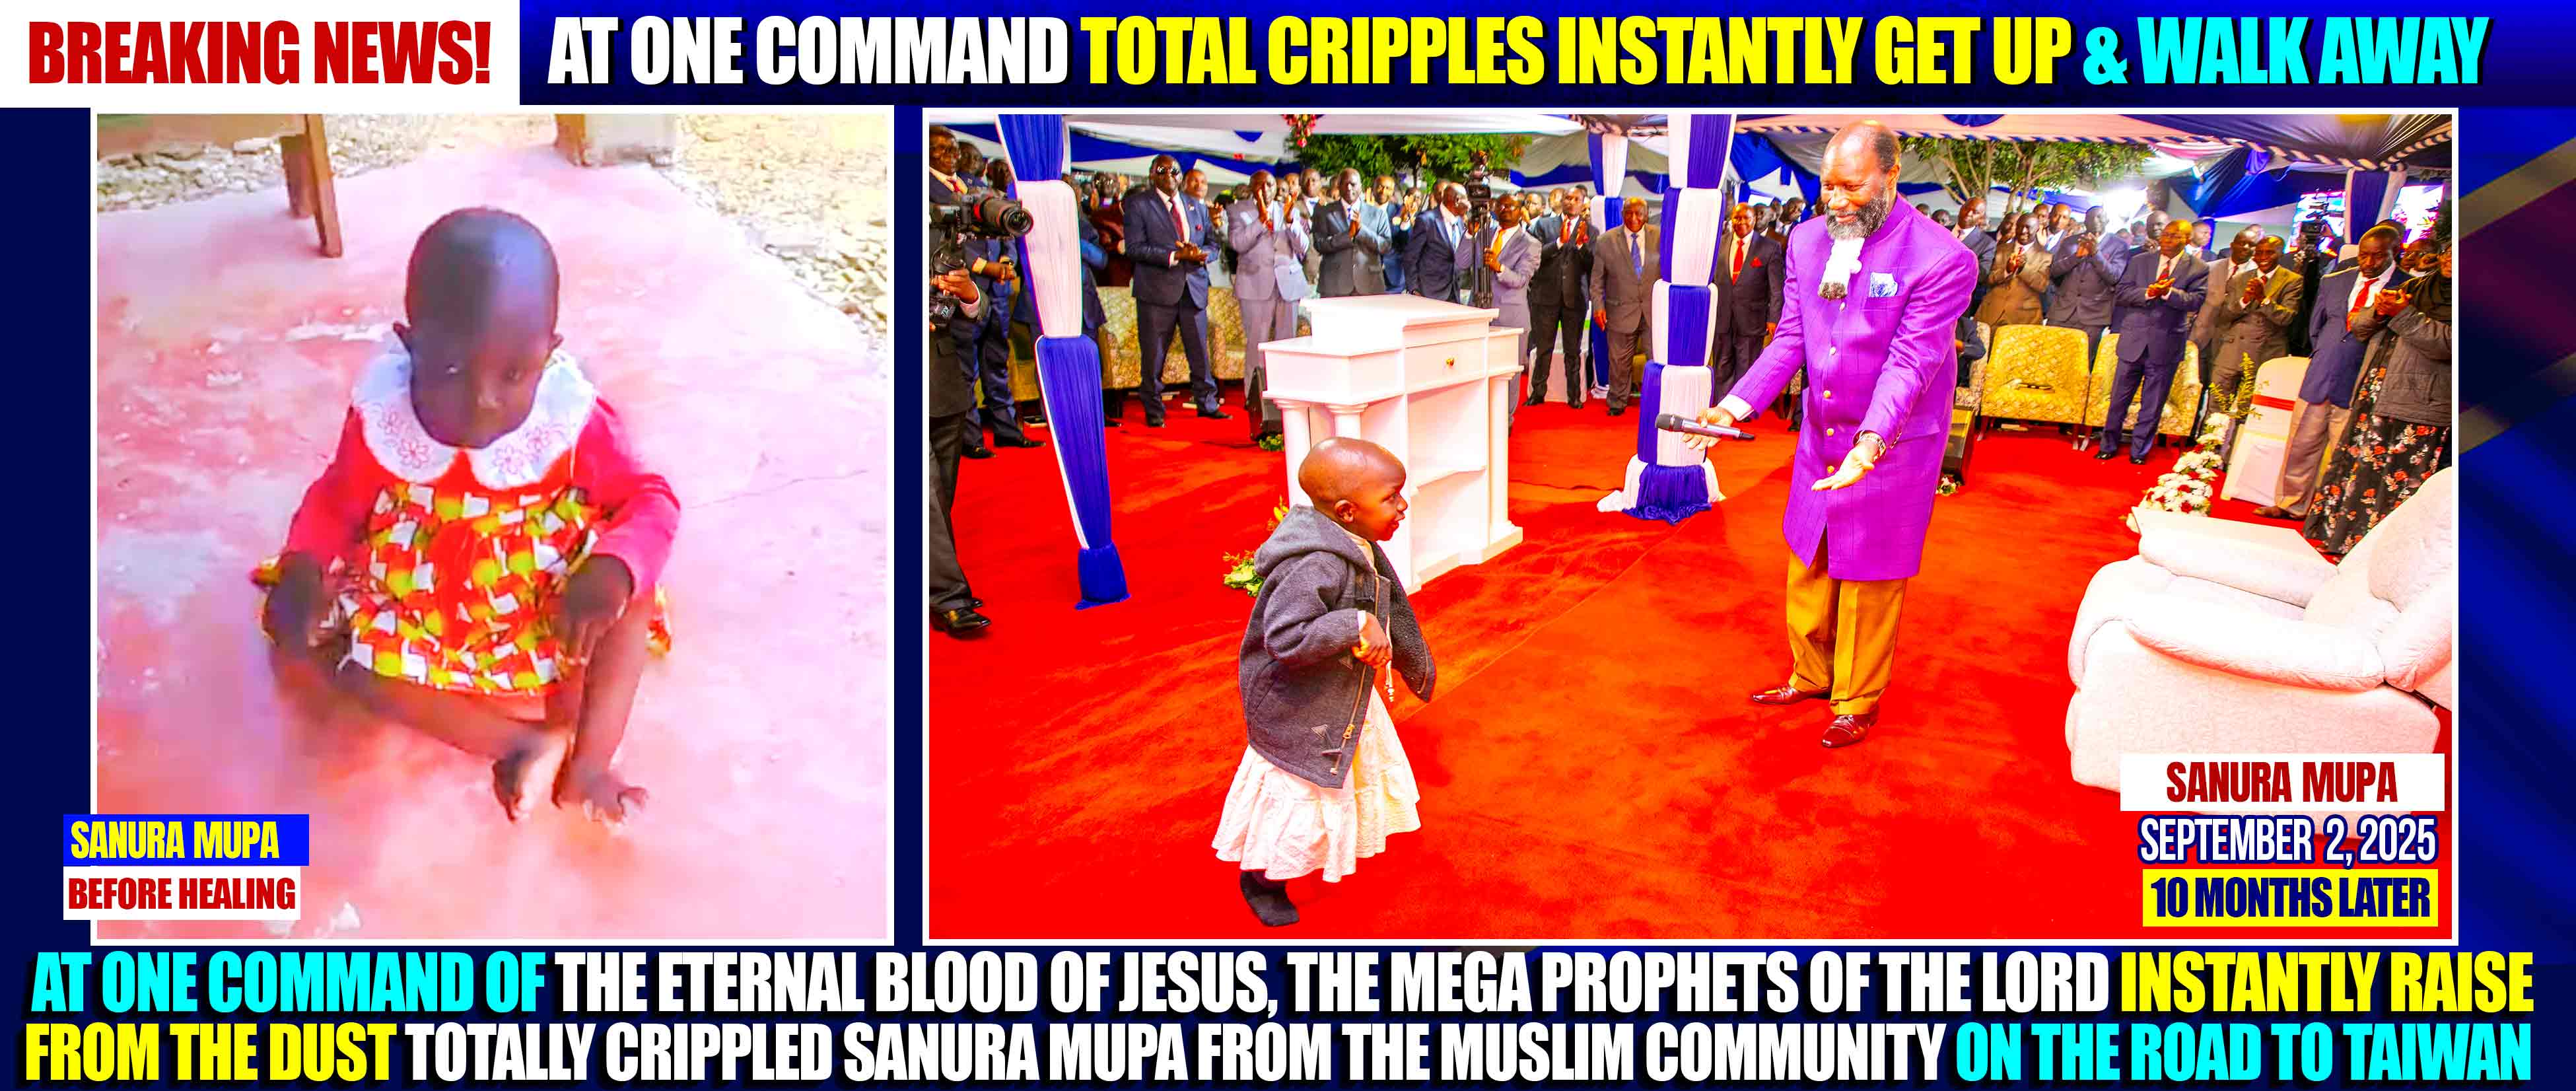 BREAKING NEWS!
AT ONE COMMAND TOTAL CRIPPLES INSTANTLY GET UP & WALK AWAY
SANURA MUPA
BEFORE HEALING
SANURA MUPA
SEPTEMBER 2, 2025
10 MONTHS LATER
AT ONE COMMAND OF THE ETERNAL BLOOD OF JESUS, THE MEGA PROPHETS OF THE LORD INSTANTLY RAISE
FROM THE DUST TOTALLY CRIPPLED SANURA MUPA FROM THE MUSLIM COMMUNITY ON THE ROAD TO TAIWAN